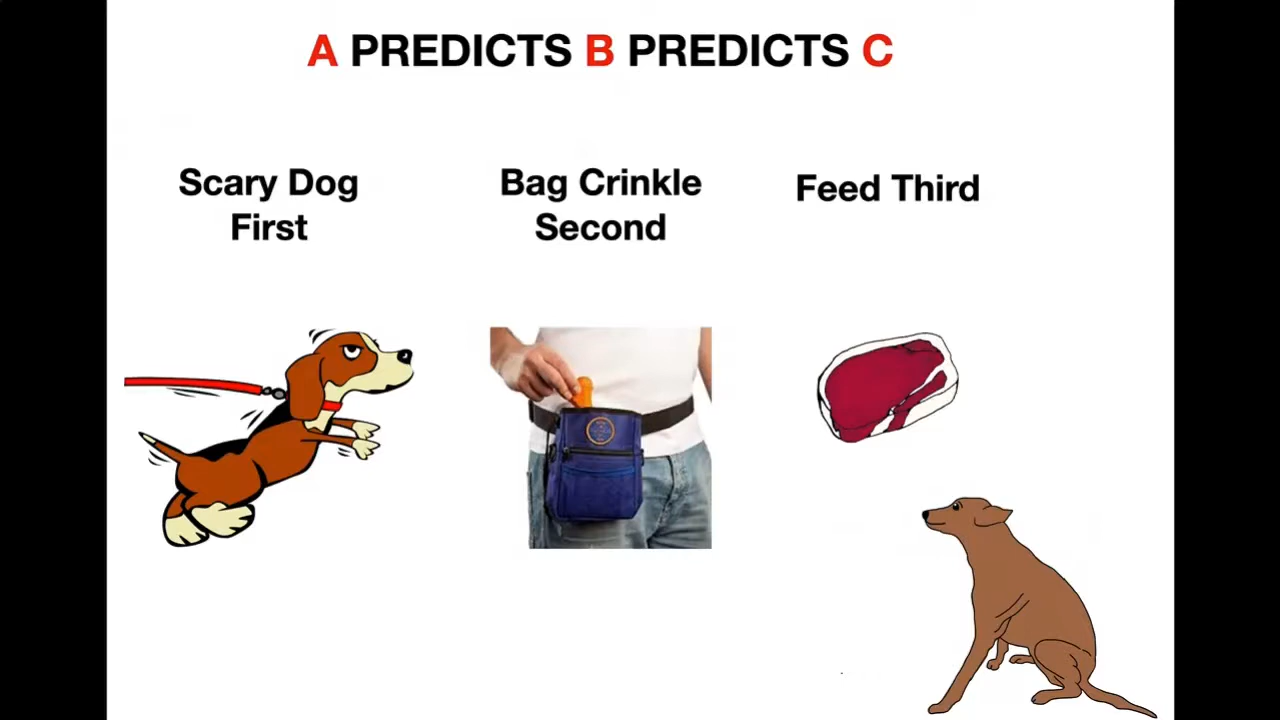 A PREDICTS B PREDICTS C
Scary Dog
First
Bag Crinkle
Second
Feed Third